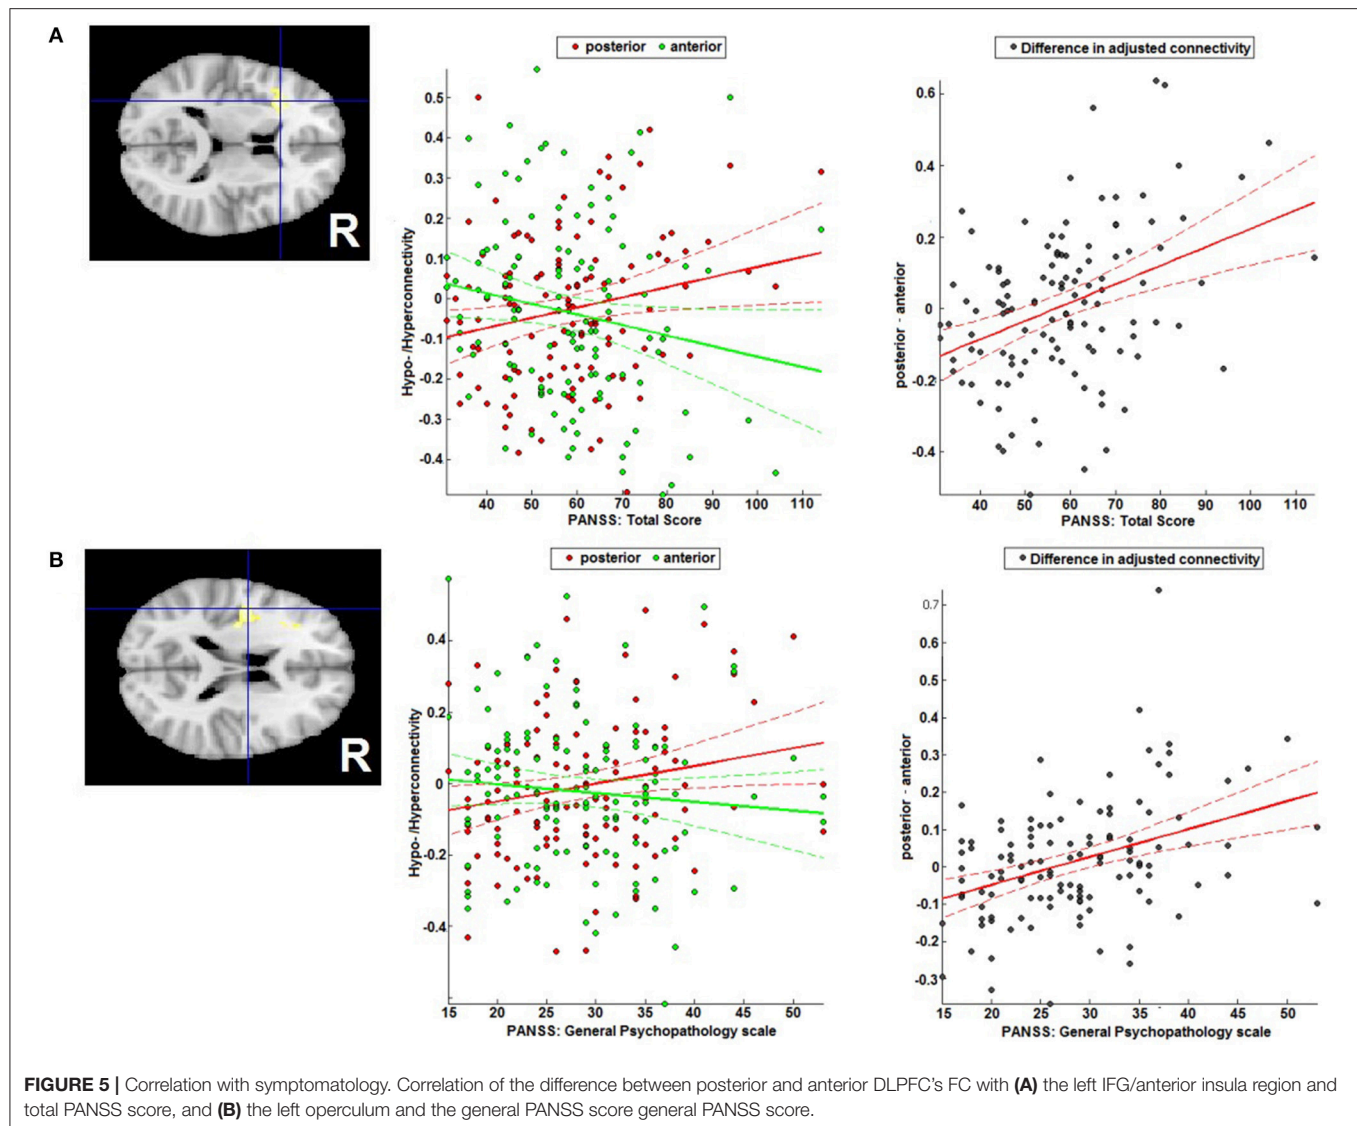 A
R
posterior anterior
Hypo- /Hyperconnectivity
0.5
0.4
0.3
0.2
0.1
0
-0.1
-0.2
-0.3
-0.4
40 50 60 70 80 90 100 110
PANSS: Total Score
Difference in adjusted connectivity
posterior - anterior
0.6
0.4
0.2
0
-0.2
-0.4
40 50 60 70 80 90 100 110
PANSS: Total Score
B
R
posterior anterior
Hypo- /Hyperconnectivity
0.4
0.2
0
-0.2
-0.4
15 20 25 30 35 40 45 50
PANSS: General Psychopathology scale
Difference in adjusted connectivity
posterior - anterior
0.7
0.6
0.5
0.4
0.3
0.2
0.1
0
-0.1
-0.2
-0.3
15 20 25 30 35 40 45 50
PANSS: General Psychopathology scale
FIGURE 5 | Correlation with symptomatology. Correlation of the difference between posterior and anterior DLPFC's FC with (A) the left IFG/anterior insula region and
total PANSS score, and (B) the left operculum and the general PANSS score general PANSS score.